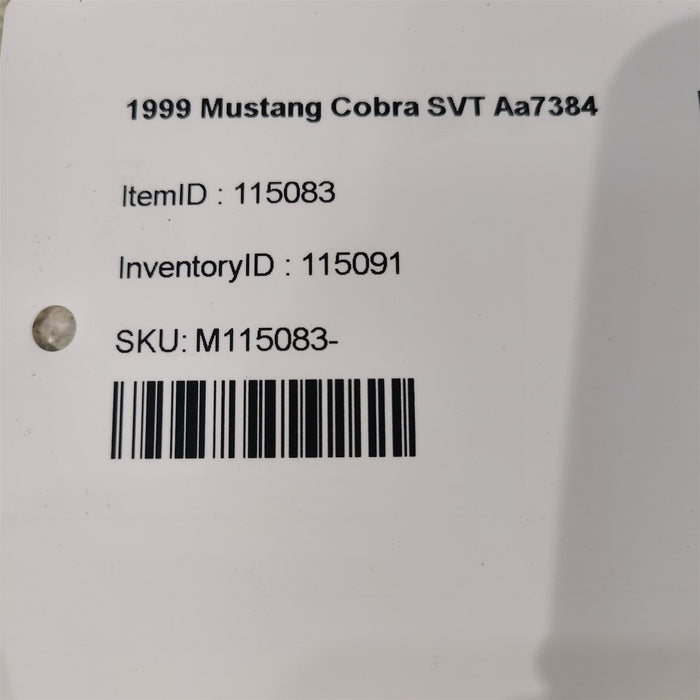 1999 Mustang Cobra SVT Aa7384
ItemID : 115083
InventoryID : 115091
SKU: M115083-